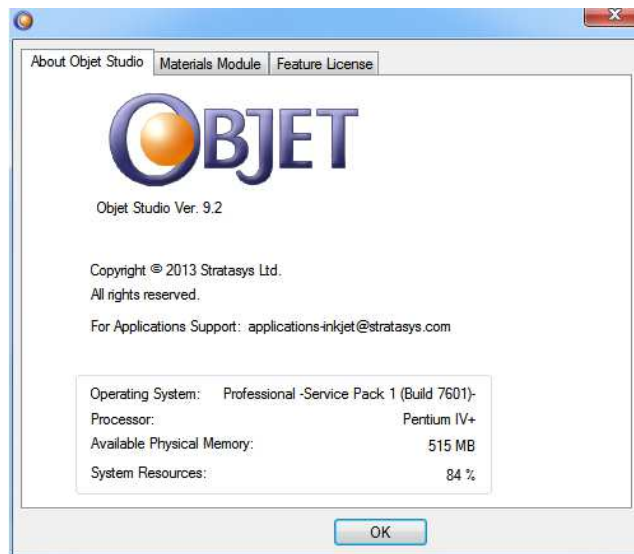 About Objet Studio Materials Module Feature License
OBJET
Objet Studio Ver. 9.2
Copyright © 2013 Stratasys Ltd.
All rights reserved.
For Applications Support: applications-inkjet@stratasys.com
Operating System: Professional -Service Pack 1 (Build 7601)-
Processor: Pentium IV+
Available Physical Memory: 515 MB
System Resources: 84 %
OK